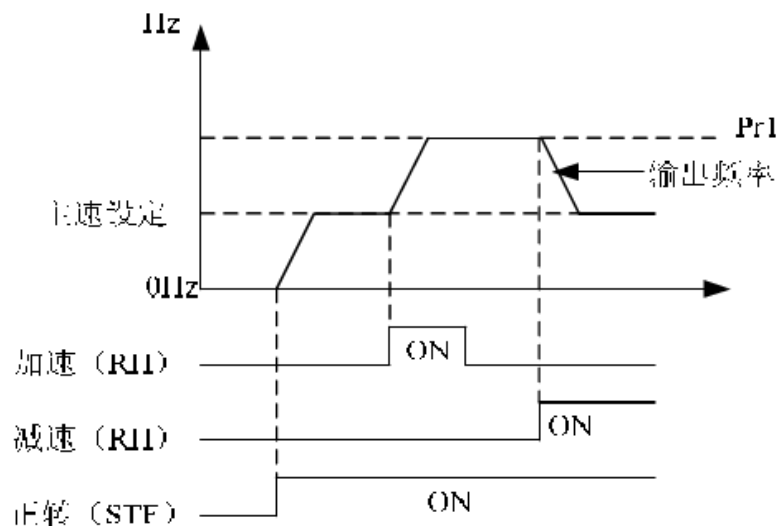 Hz
Pr1
输出频率
主速设定
0Hz
加速（RH）
ON
减速（RH）
ON
正转（STF）
ON